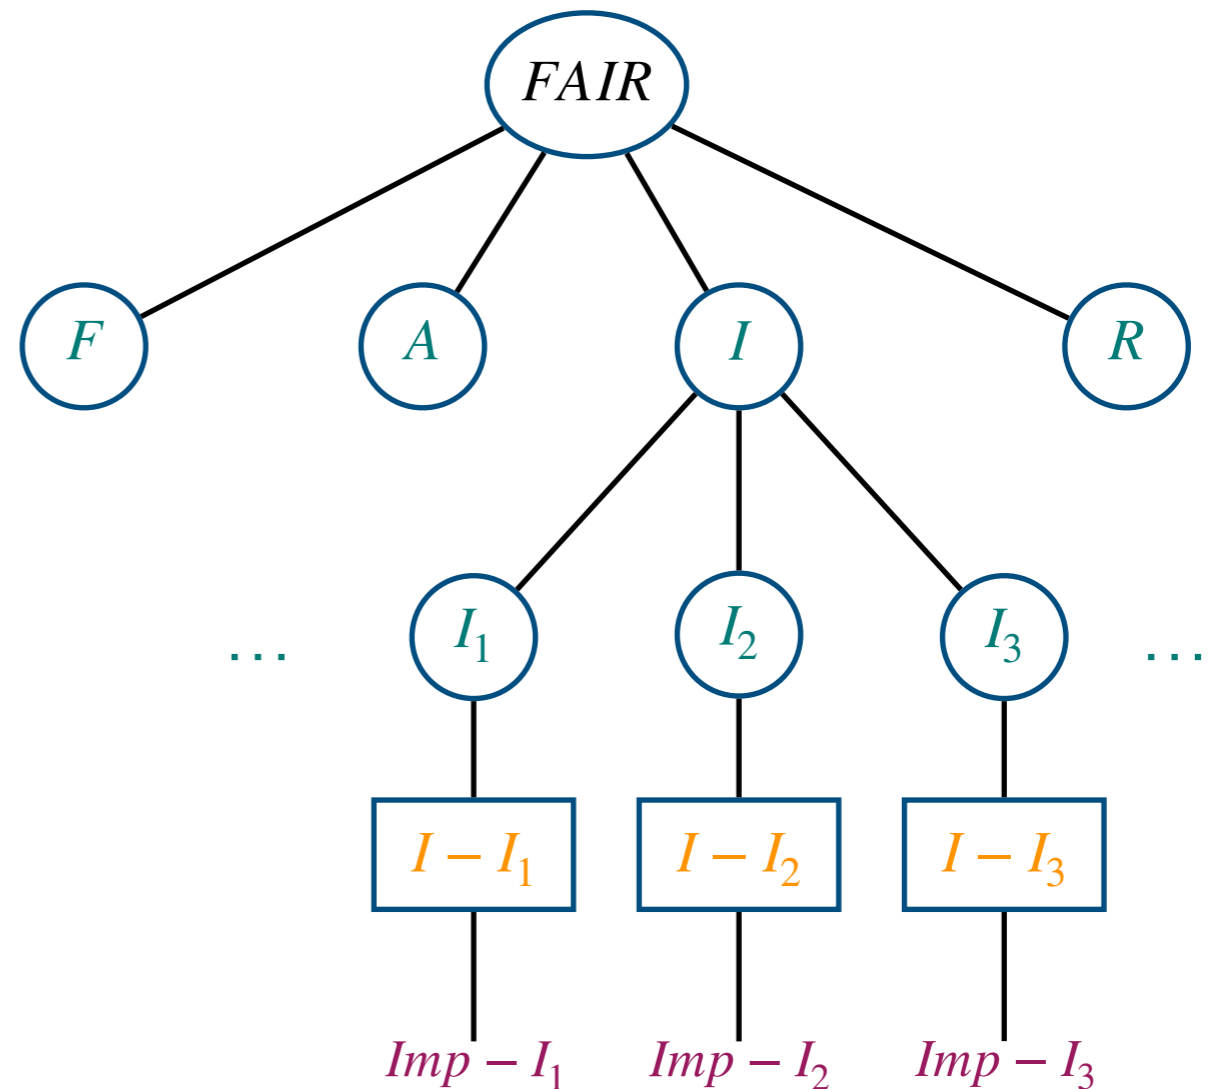 FAIR
F A I R
... I₁ I₂ I₃ ...
I − I₁ I − I₂ I − I₃
Imp − I₁ Imp − I₂ Imp − I₃